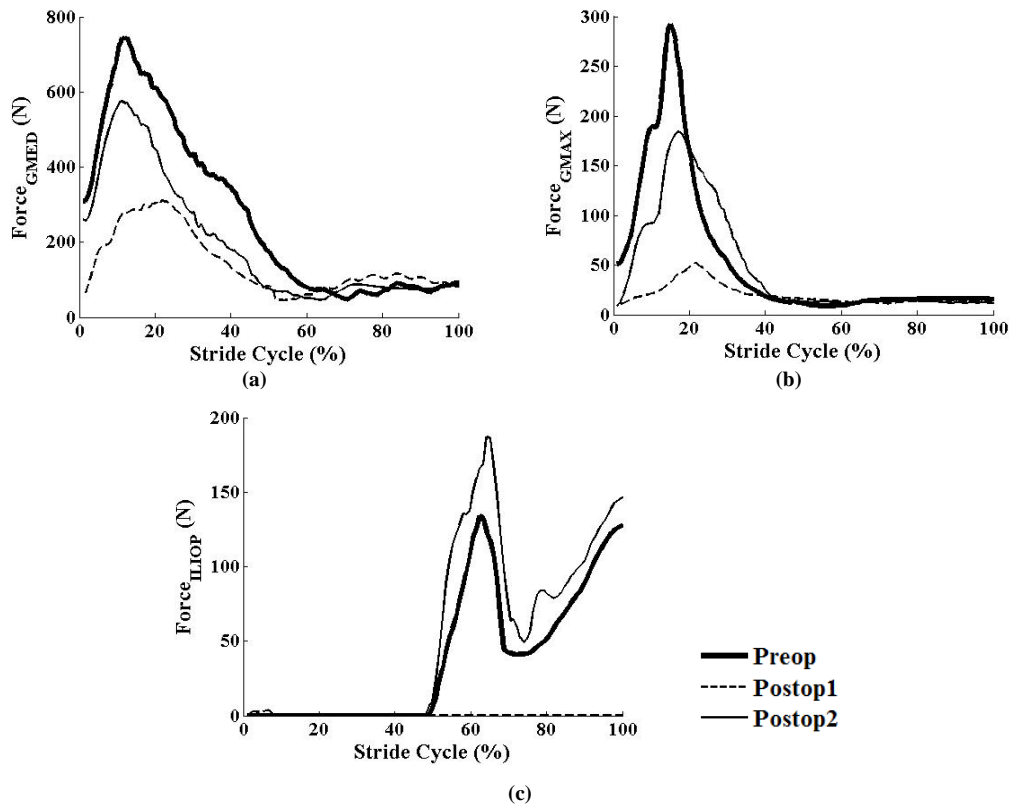 800
600
400
200
0
Force_GMED (N)
0 20 40 60 80 100
Stride Cycle (%)
(a)
300
250
200
150
100
50
0
Force_GMAX (N)
0 20 40 60 80 100
Stride Cycle (%)
(b)
200
150
100
50
0
Force_ILIOP (N)
0 20 40 60 80 100
Stride Cycle (%)
(c)
Preop
Postop1
Postop2